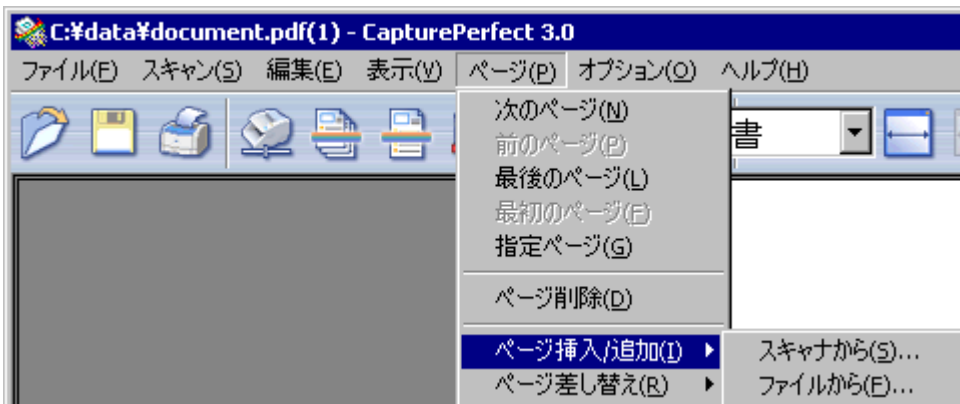 C:¥data¥document.pdf(1) - CapturePerfect 3.0
ファイル(F) スキャン(S) 編集(E) 表示(V) ページ(P) オプション(O) ヘルプ(H)
次のページ(N)
書
前のページ(P)
最後のページ(L)
最初のページ(F)
指定ページ(G)
ページ削除(D)
ページ挿入/追加(I) スキャナから(S)...
ページ差し替え(R) ファイルから(F)...